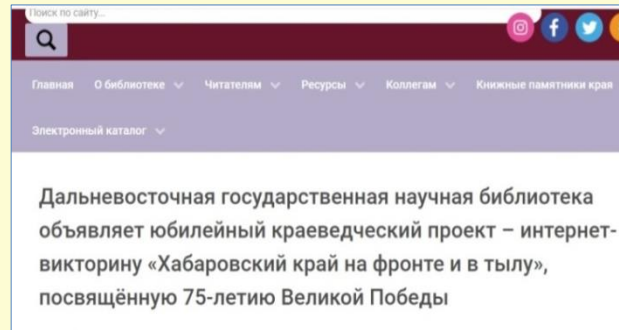 Поиск по сайту...
Главная О библиотеке Читателям Ресурсы Коллегам Книжные памятники края
Электронный каталог
Дальневосточная государственная научная библиотека
объявляет юбилейный краеведческий проект – интернет-
викторину «Хабаровский край на фронте и в тылу»,
посвящённую 75-летию Великой Победы